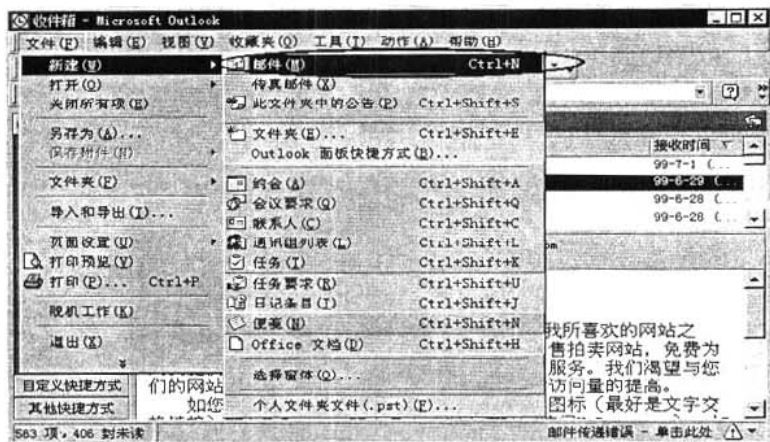 收件箱 - Microsoft Outlook
文件(F) 编辑(E) 视图(V) 收藏夹(O) 工具(T) 动作(A) 帮助(H)
新建(W)
打开(O)
关闭所有项(E)
另存为(A)...
保存附件(N)
文件夹(F)
导入和导出(I)...
页面设置(U)
打印预览(V)
打印(P)... Ctrl+P
脱机工作(K)
退出(X)
邮件(M) Ctrl+N
传真邮件(X)
此文件夹中的公告(P) Ctrl+Shift+S
文件夹(E)... Ctrl+Shift+E
Outlook 面板快捷方式(B)...
约会(A) Ctrl+Shift+A
会议要求(Q) Ctrl+Shift+Q
联系人(C) Ctrl+Shift+C
通讯组列表(L) Ctrl+Shift+L
任务(T) Ctrl+Shift+K
任务要求(R) Ctrl+Shift+U
日记条目(J) Ctrl+Shift+J
便笺(N) Ctrl+Shift+N
Office 文档(D) Ctrl+Shift+H
选择窗体(O)...
个人文件夹文件(.pst)(F)...
接收时间
99-7-1 (...
99-6-29 (...
99-6-28 (...
99-6-28 (...
om
我所喜欢的网站之
售拍卖网站，免费为
服务。我们渴望与您
们的网站
访问量的提高。
如您
图标（最好是文字交
自定义快捷方式
其他快捷方式
563 项，406 封未读
邮件传递错误 - 单击此处